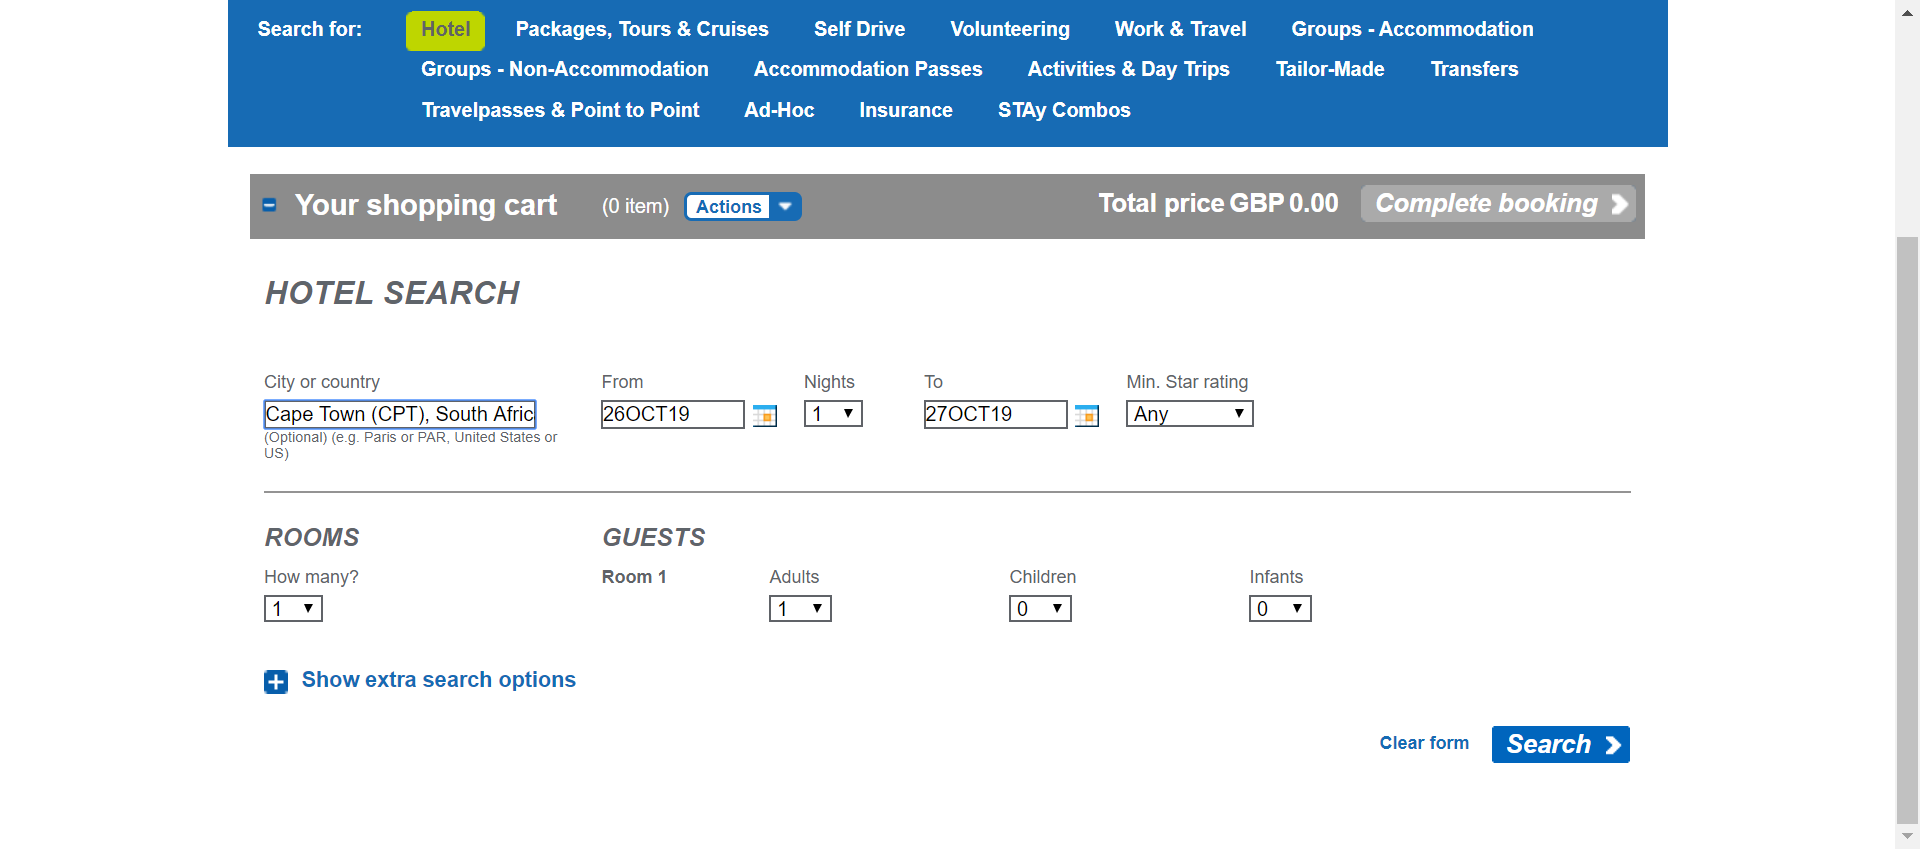 Search for: Hotel Packages, Tours & Cruises Self Drive Volunteering Work & Travel Groups - Accommodation
Groups - Non-Accommodation Accommodation Passes Activities & Day Trips Tailor-Made Transfers
Travelpasses & Point to Point Ad-Hoc Insurance STAy Combos
Your shopping cart (0 item) Actions Total price GBP 0.00 Complete booking
HOTEL SEARCH
City or country From Nights To Min. Star rating
Cape Town (CPT), South Afric 26OCT19 1 27OCT19 Any
(Optional) (e.g. Paris or PAR, United States or
US)
ROOMS GUESTS
How many? Room 1 Adults Children Infants
1 1 0 0
Show extra search options
Clear form Search